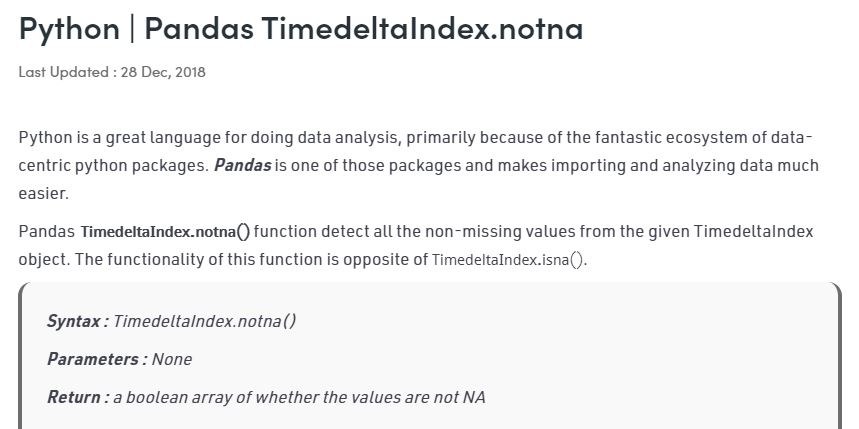 Python | Pandas TimedeltaIndex.notna
Last Updated : 28 Dec, 2018
Python is a great language for doing data analysis, primarily because of the fantastic ecosystem of data-
centric python packages. Pandas is one of those packages and makes importing and analyzing data much
easier.
Pandas TimedeltaIndex.notna() function detect all the non-missing values from the given TimedeltaIndex
object. The functionality of this function is opposite of TimedeltaIndex.isna().
Syntax : TimedeltaIndex.notna()
Parameters : None
Return : a boolean array of whether the values are not NA